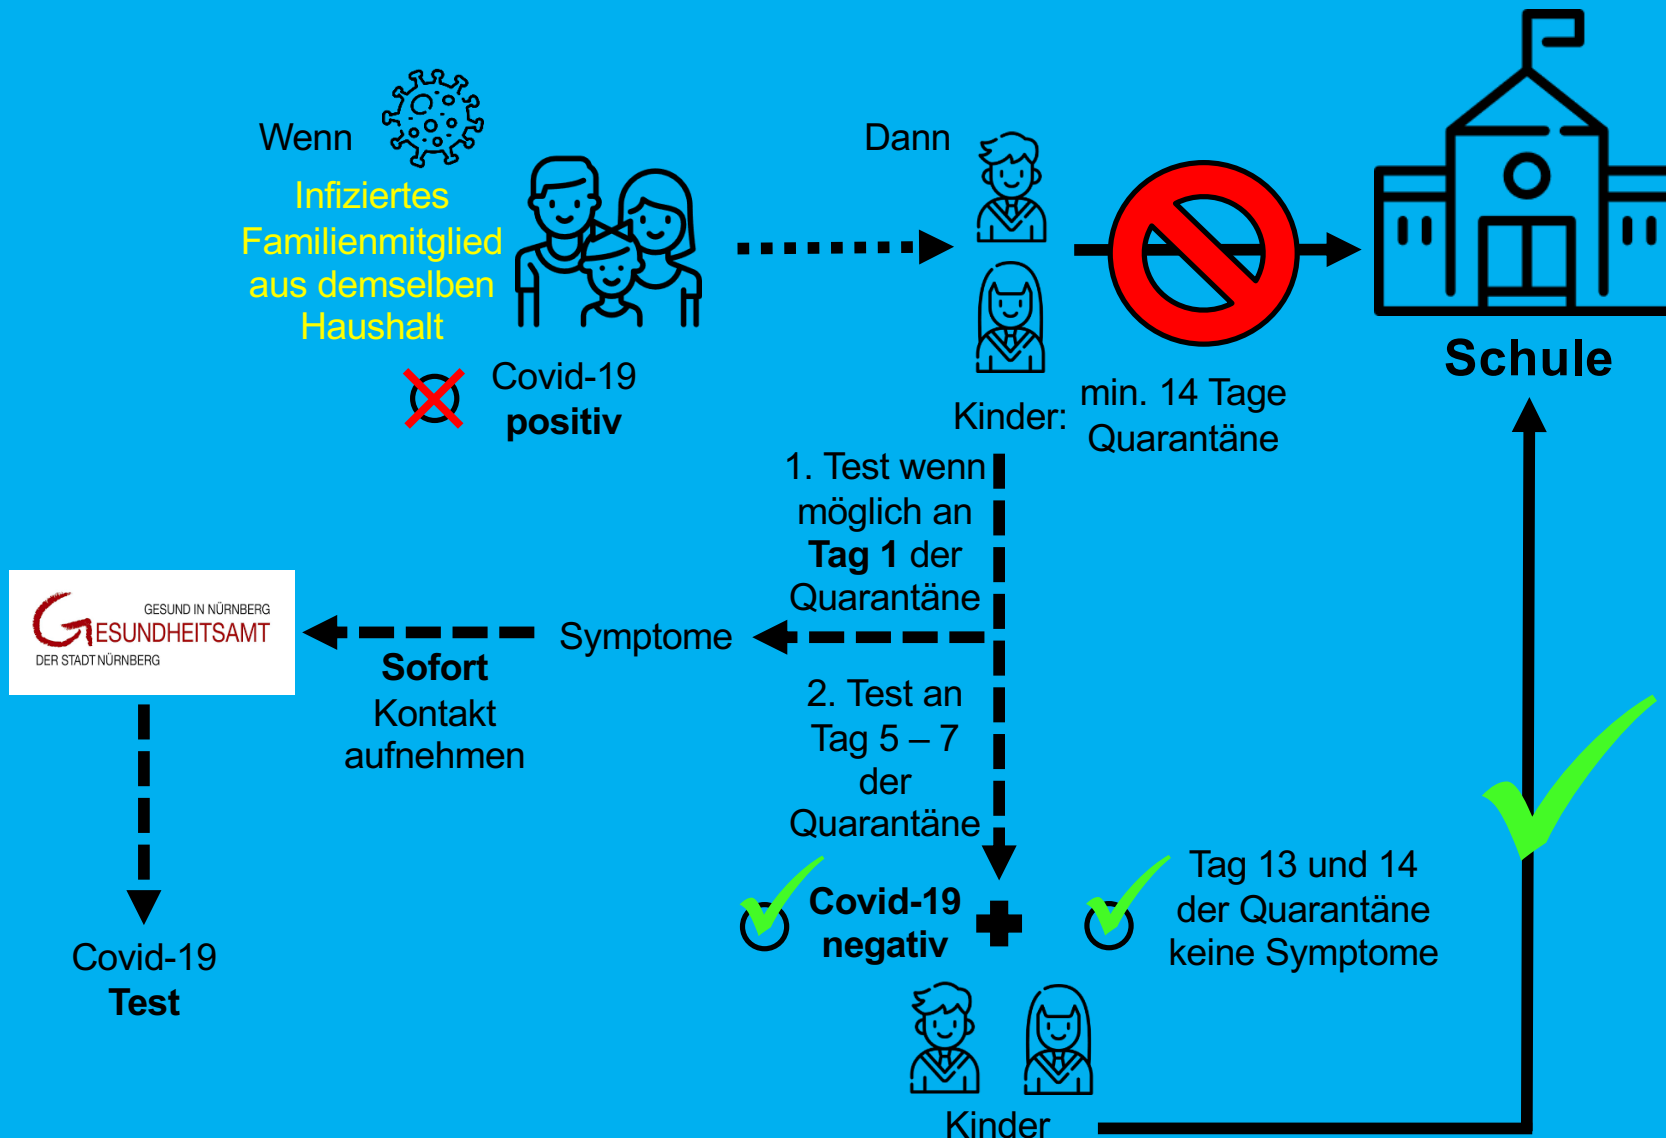 Wenn
Infiziertes
Familienmitglied
aus demselben
Haushalt
Covid-19
positiv
Dann
Kinder:
min. 14 Tage
Quarantäne
Schule
1. Test wenn
möglich an
Tag 1 der
Quarantäne
Symptome
Sofort
Kontakt
aufnehmen
GESUND IN NÜRNBERG
GESUNDHEITSAMT
DER STADT NÜRNBERG
Covid-19
Test
2. Test an
Tag 5 – 7
der
Quarantäne
Covid-19
negativ
Tag 13 und 14
der Quarantäne
keine Symptome
Kinder